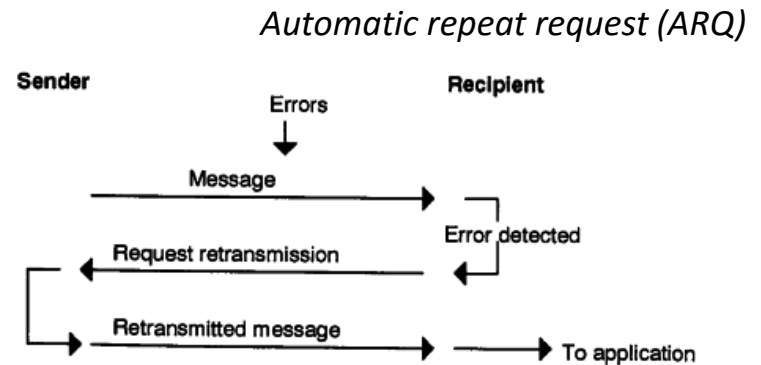 Automatic repeat request (ARQ)
Sender
Recipient
Errors
Message
Error detected
Request retransmission
Retransmitted message
To application